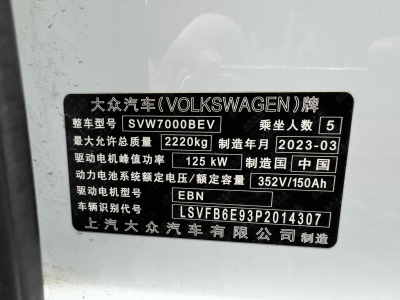 大众汽车(VOLKSWAGEN)牌
整车型号 SVW7000BEV 乘坐人数 5
最大允许总质量 2220kg 制造年月 2023-03
驱动电机峰值功率 125 kW 制造国 中国
动力电池系统额定电压/额定容量 352V/150Ah
驱动电机型号 EBN
车辆识别代号 LSVFB6E93P2014307
上汽大众汽车有限公司 制造